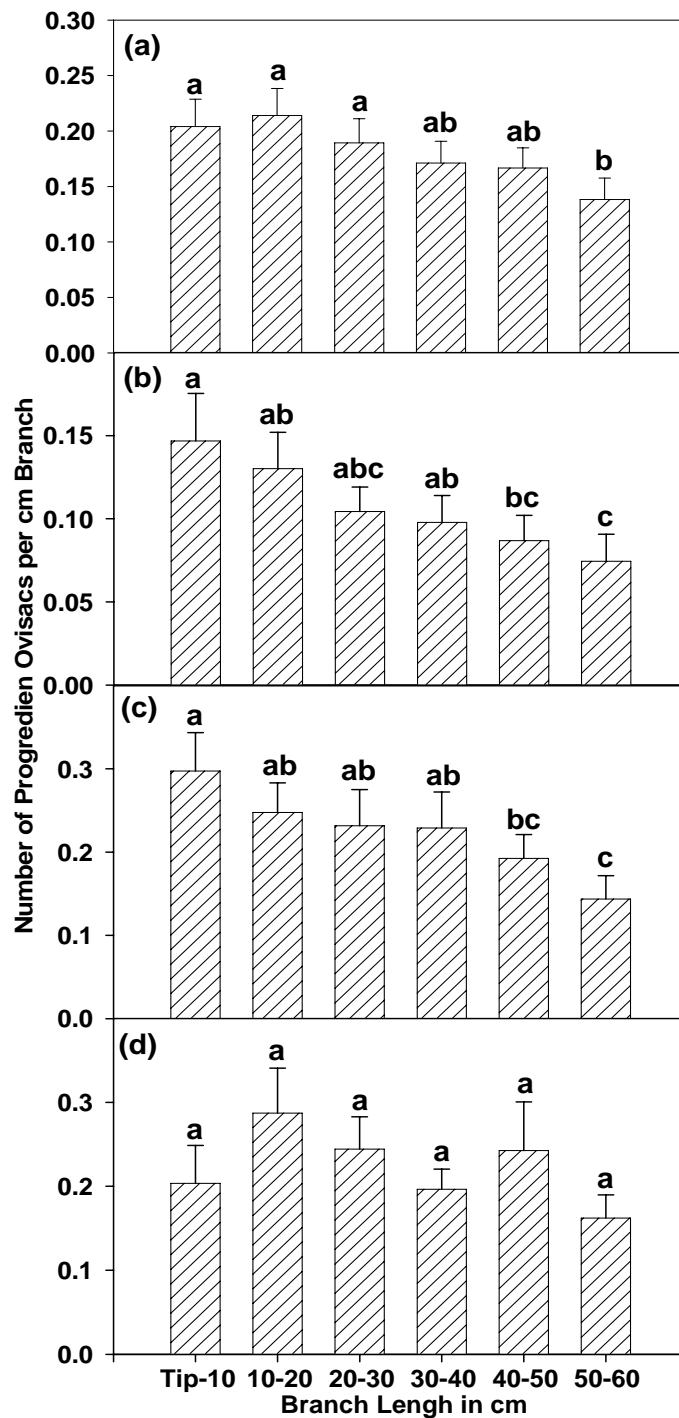 Number of Progredien Ovisacs per cm Branch
(a)
0.30
0.25
0.20
0.15
0.10
0.05
0.00
a a a ab ab b
(b)
0.15
0.10
0.05
0.00
a ab abc ab bc c
(c)
0.3
0.2
0.1
0.0
a ab ab ab bc c
(d)
0.3
0.2
0.1
0.0
a a a a a a
Tip-10 10-20 20-30 30-40 40-50 50-60
Branch Lengh in cm